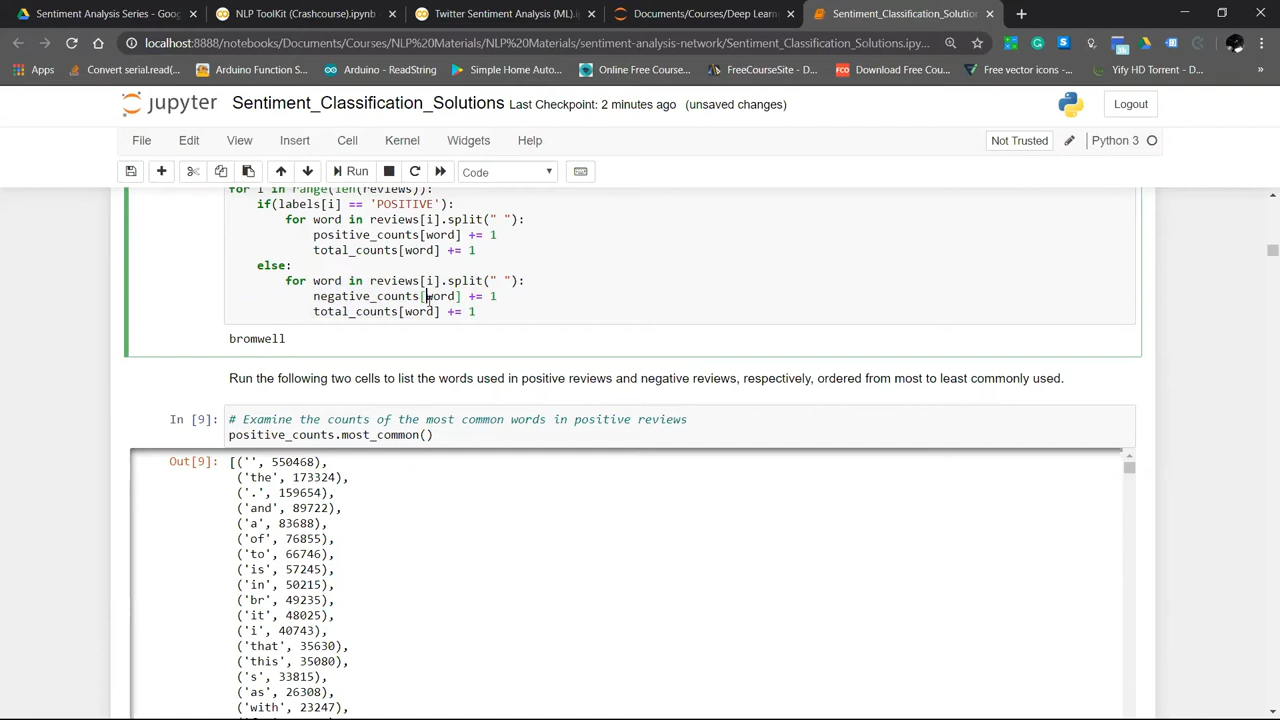 Sentiment Analysis Series - Goog
NLP ToolKit (Crashcourse).ipynb
Twitter Sentiment Analysis (ML).i
Documents/Courses/Deep Learn
Sentiment_Classification_Solution
localhost:8888/notebooks/Documents/Courses/NLP%20Materials/NLP%20Materials/sentiment-analysis-network/Sentiment_Classification_Solutions.ipy...
Apps
Convert serial.read(...
Arduino Function S...
Arduino - ReadString
Simple Home Auto...
Online Free Course...
FreeCourseSite - D...
FCO
Download Free Cou...
Free vector icons -...
Yify HD Torrent - D...
jupyter
Sentiment_Classification_Solutions
Last Checkpoint: 2 minutes ago
(unsaved changes)
Logout
File
Edit
View
Insert
Cell
Kernel
Widgets
Help
Not Trusted
Python 3
Run
Code
for i in range(len(reviews)):
if(labels[i] == 'POSITIVE'):
for word in reviews[i].split(" "):
positive_counts[word] += 1
total_counts[word] += 1
else:
for word in reviews[i].split(" "):
negative_counts[word] += 1
total_counts[word] += 1
bromwell
Run the following two cells to list the words used in positive reviews and negative reviews, respectively, ordered from most to least commonly used.
In [9]:
# Examine the counts of the most common words in positive reviews
positive_counts.most_common()
Out[9]:
[('', 550468),
('the', 173324),
('.', 159654),
('and', 89722),
('a', 83688),
('of', 76855),
('to', 66746),
('is', 57245),
('in', 50215),
('br', 49235),
('it', 48025),
('i', 40743),
('that', 35630),
('this', 35080),
('s', 33815),
('as', 26308),
('with', 23247),